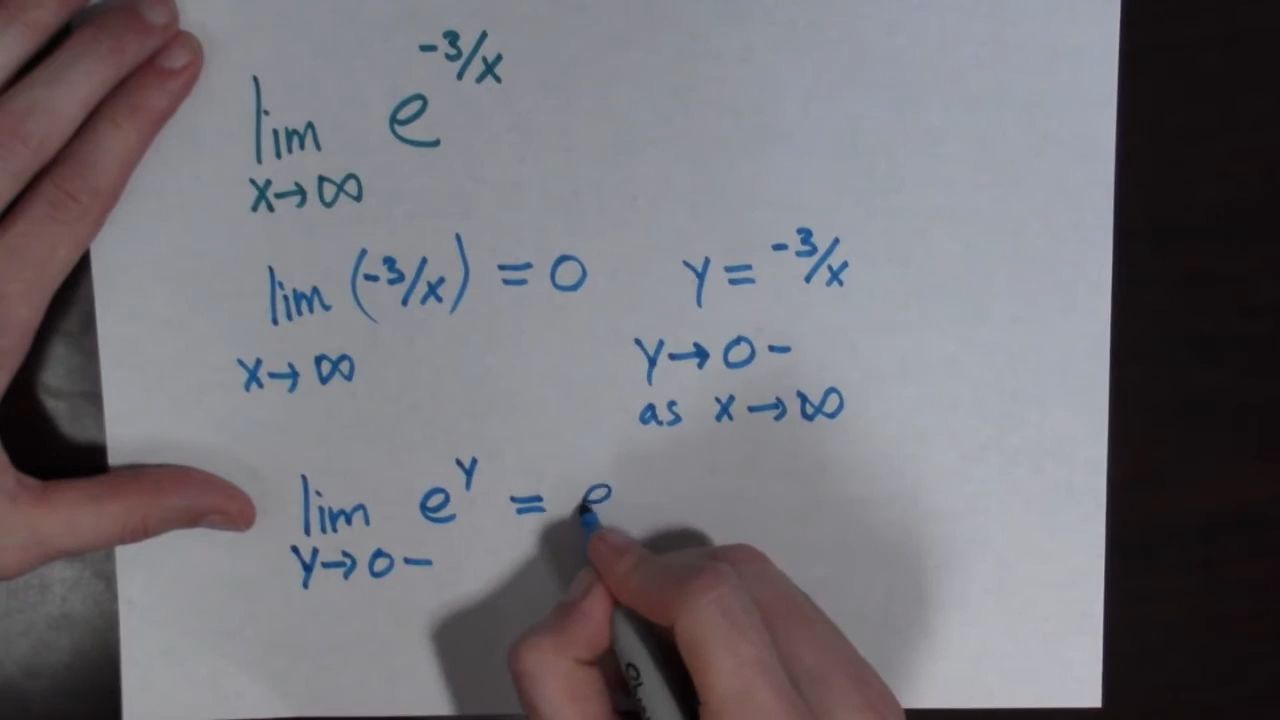 lim e^{-3/x}
x→∞
lim (-3/x) = 0
x→∞
y = -3/x
y→0-
as x→∞
lim e^y = e
y→0-